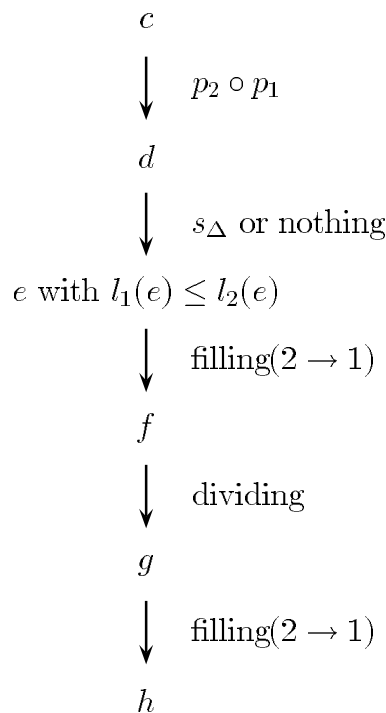 c
p₂ ∘ p₁
d
s_Δ or nothing
e with l₁(e) ≤ l₂(e)
filling(2 → 1)
f
dividing
g
filling(2 → 1)
h